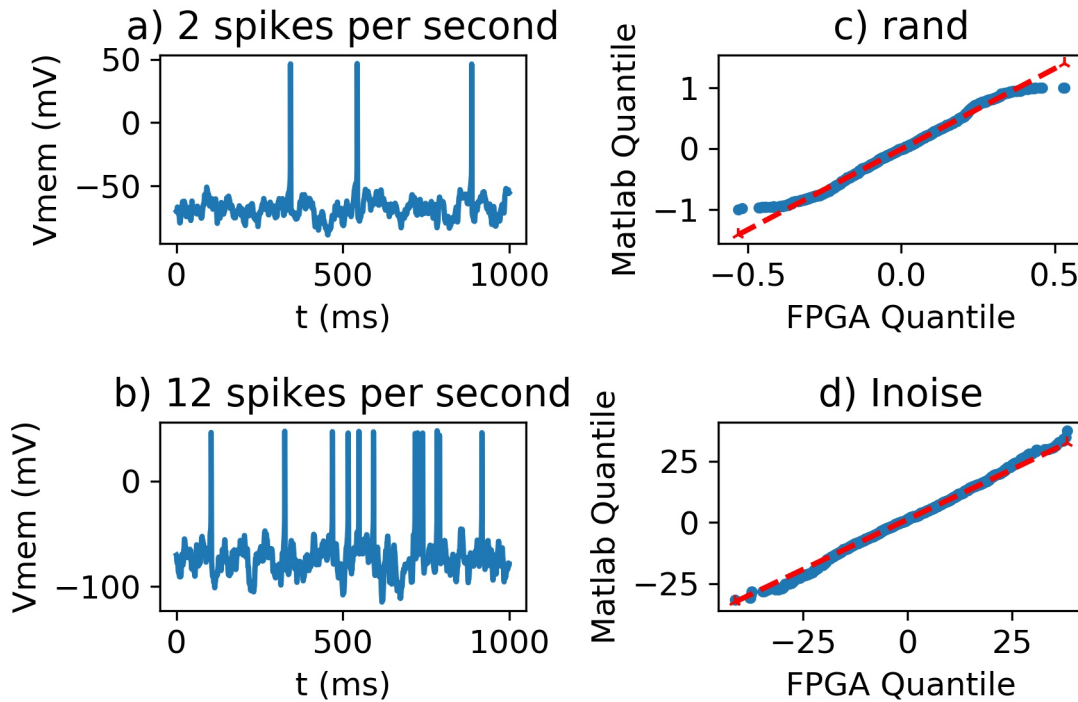 a) 2 spikes per second
Vmem (mV)
50
0
−50
0
500
1000
t (ms)
c) rand
Matlab Quantile
1
0
−1
−0.5
0.0
0.5
FPGA Quantile
b) 12 spikes per second
Vmem (mV)
0
−100
0
500
1000
t (ms)
d) Inoise
Matlab Quantile
25
0
−25
−25
0
25
FPGA Quantile